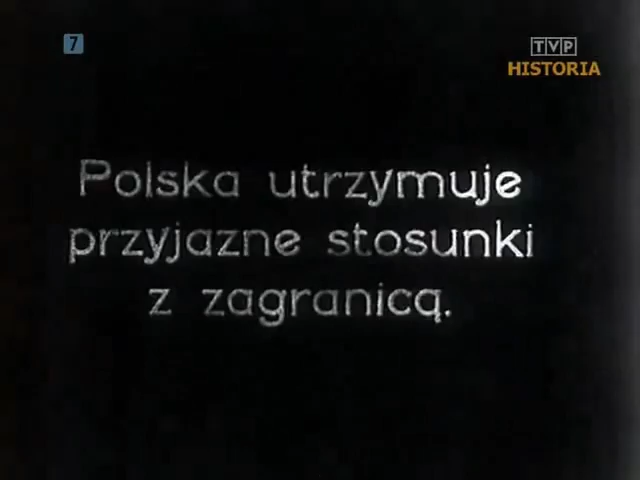 7
TVP
HISTORIA
Polska utrzymuje
przyjazne stosunki
z zagranicą.